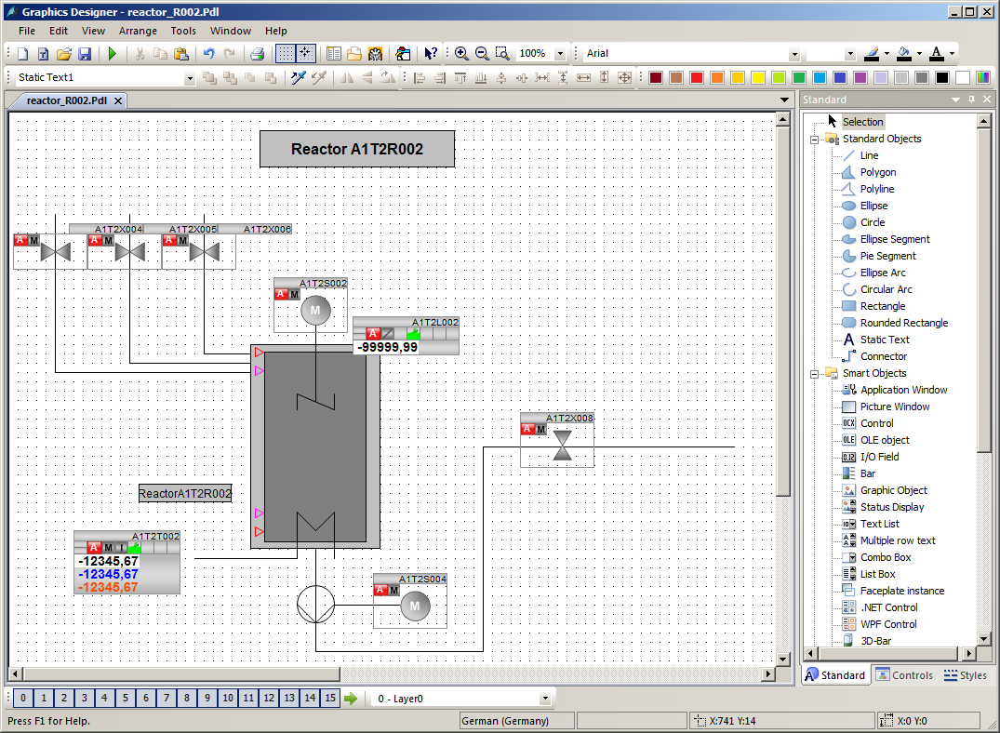 Graphics Designer - reactor_R002.Pdl
File Edit View Arrange Tools Window Help
100% Arial A
Static Text1
reactor_R002.Pdl
Reactor A1T2R002
A1T2X004 A1T2X005 A1T2X006
A M A M A M
A1T2S002
A M
M
A1T2L002
A
-99999,99
A1T2X008
A M
ReactorA1T2R002
A1T2T002
A M I
-12345,67
-12345,67
-12345,67
A1T2S004
A M
M
Standard
Selection
Standard Objects
Line
Polygon
Polyline
Ellipse
Circle
Ellipse Segment
Pie Segment
Ellipse Arc
Circular Arc
Rectangle
Rounded Rectangle
A Static Text
Connector
Smart Objects
Application Window
Picture Window
OCX Control
OLE OLE object
0.12 I/O Field
Bar
Graphic Object
Status Display
Text List
Multiple row text
Combo Box
List Box
Faceplate instance
.NET Control
WPF Control
3D-Bar
A Standard Controls Styles
0 1 2 3 4 5 6 7 8 9 10 11 12 13 14 15 0 - Layer0
Press F1 for Help. German (Germany) X:741 Y:14 X:0 Y:0